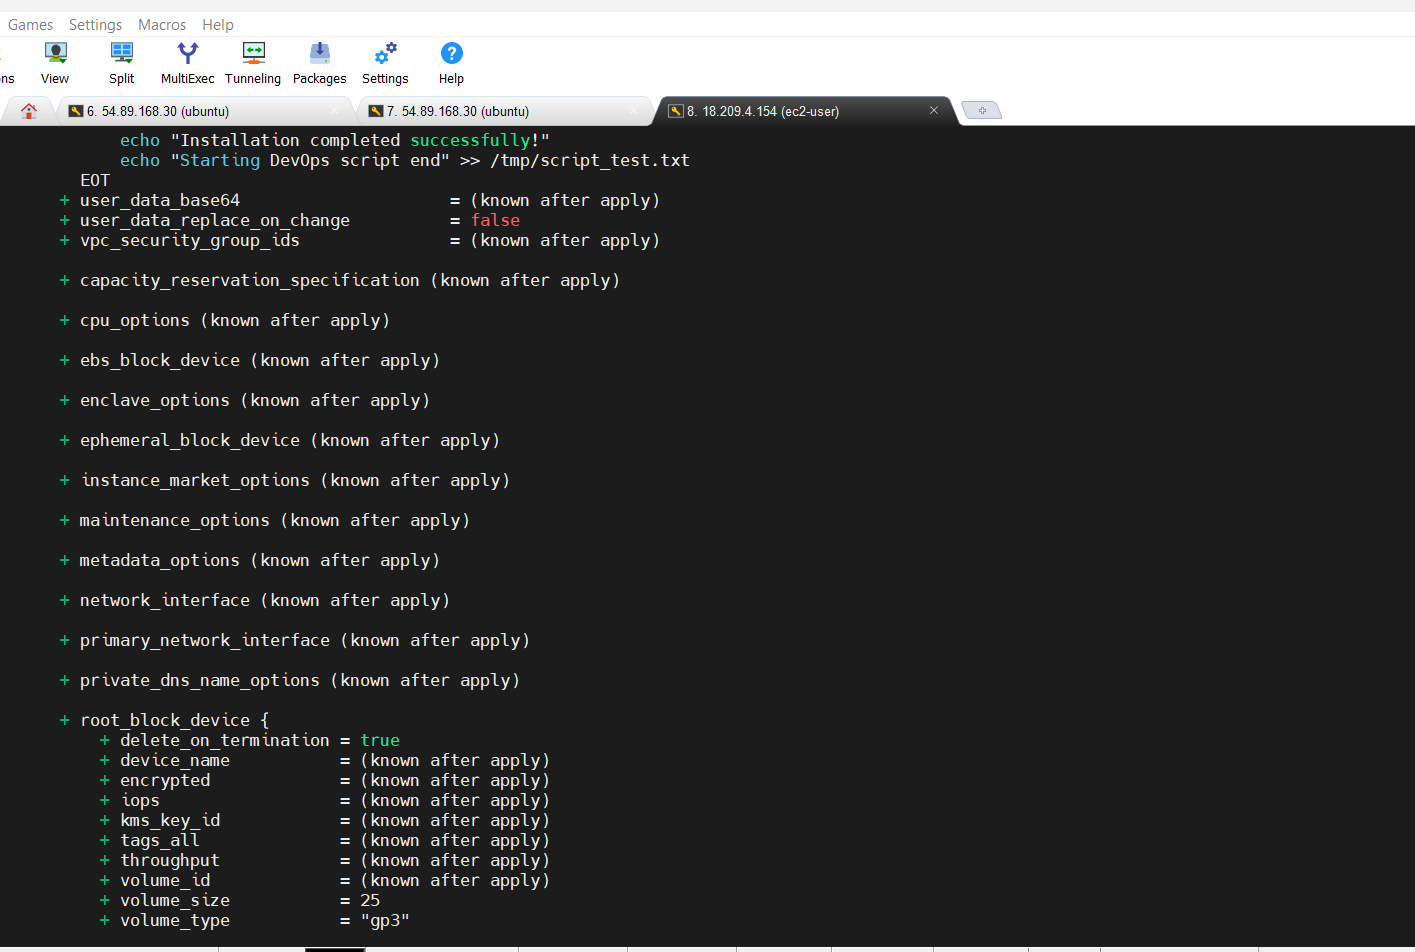 Games Settings Macros Help
ns View Split MultiExec Tunneling Packages Settings Help
6. 54.89.168.30 (ubuntu) 7. 54.89.168.30 (ubuntu) 8. 18.209.4.154 (ec2-user)
echo "Installation completed successfully!"
echo "Starting DevOps script end" >> /tmp/script_test.txt
EOT
+ user_data_base64 = (known after apply)
+ user_data_replace_on_change = false
+ vpc_security_group_ids = (known after apply)
+ capacity_reservation_specification (known after apply)
+ cpu_options (known after apply)
+ ebs_block_device (known after apply)
+ enclave_options (known after apply)
+ ephemeral_block_device (known after apply)
+ instance_market_options (known after apply)
+ maintenance_options (known after apply)
+ metadata_options (known after apply)
+ network_interface (known after apply)
+ primary_network_interface (known after apply)
+ private_dns_name_options (known after apply)
+ root_block_device {
+ delete_on_termination = true
+ device_name = (known after apply)
+ encrypted = (known after apply)
+ iops = (known after apply)
+ kms_key_id = (known after apply)
+ tags_all = (known after apply)
+ throughput = (known after apply)
+ volume_id = (known after apply)
+ volume_size = 25
+ volume_type = "gp3"